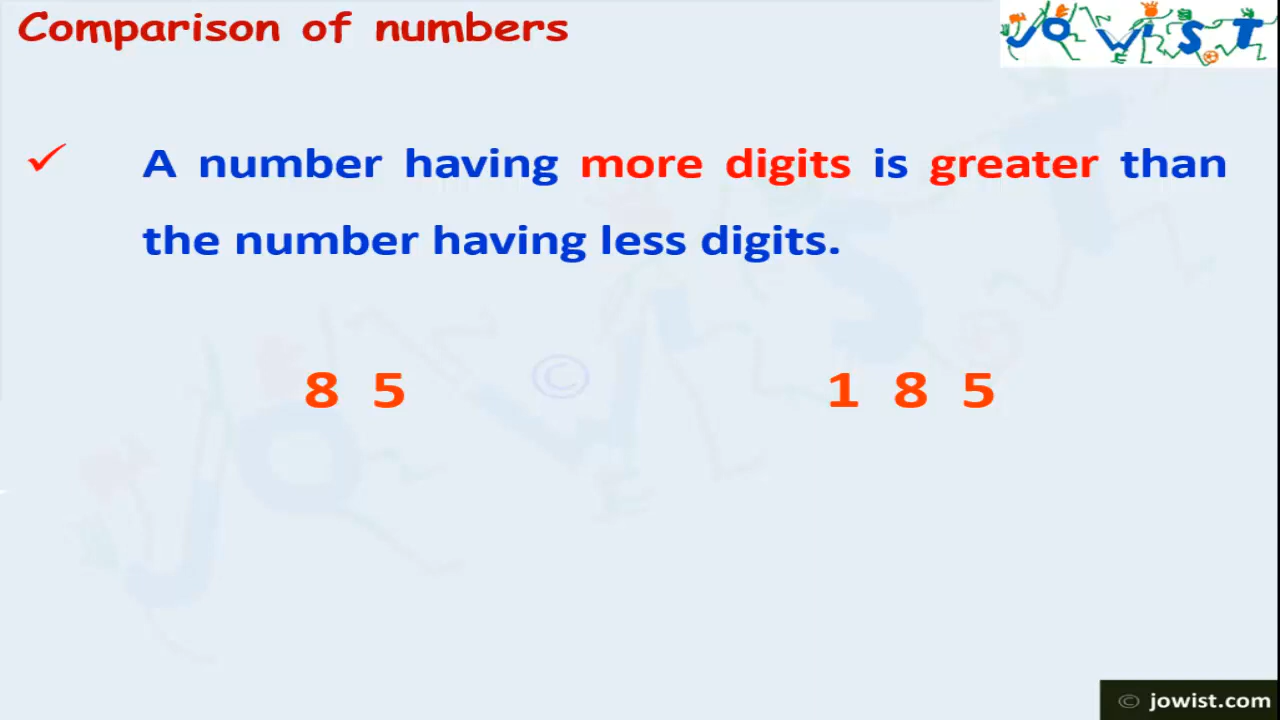 Comparison of numbers
JOWIST
✓ A number having more digits is greater than
the number having less digits.
8 5 1 8 5
©
© jowist.com